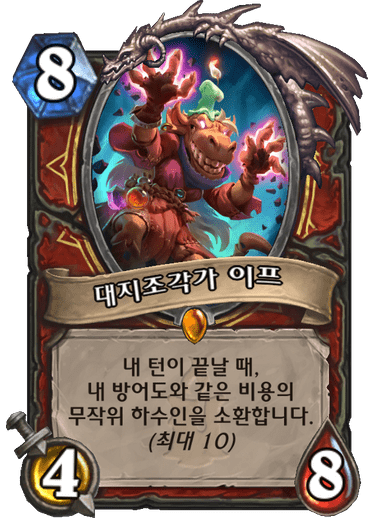 8
대지조각가 이프
내 턴이 끝날 때,
내 방어도와 같은 비용의
무작위 하수인을 소환합니다.
(최대 10)
4
8